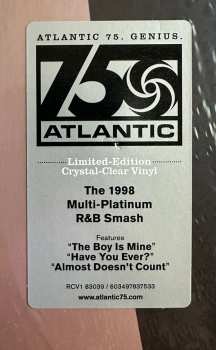 ATLANTIC 75. GENIUS.
75
ATLANTIC
Limited-Edition
Crystal-Clear Vinyl
The 1998
Multi-Platinum
R&B Smash
Features
"The Boy Is Mine"
"Have You Ever?"
"Almost Doesn't Count"
RCV1 83039 / 603497837533
www.atlantic75.com